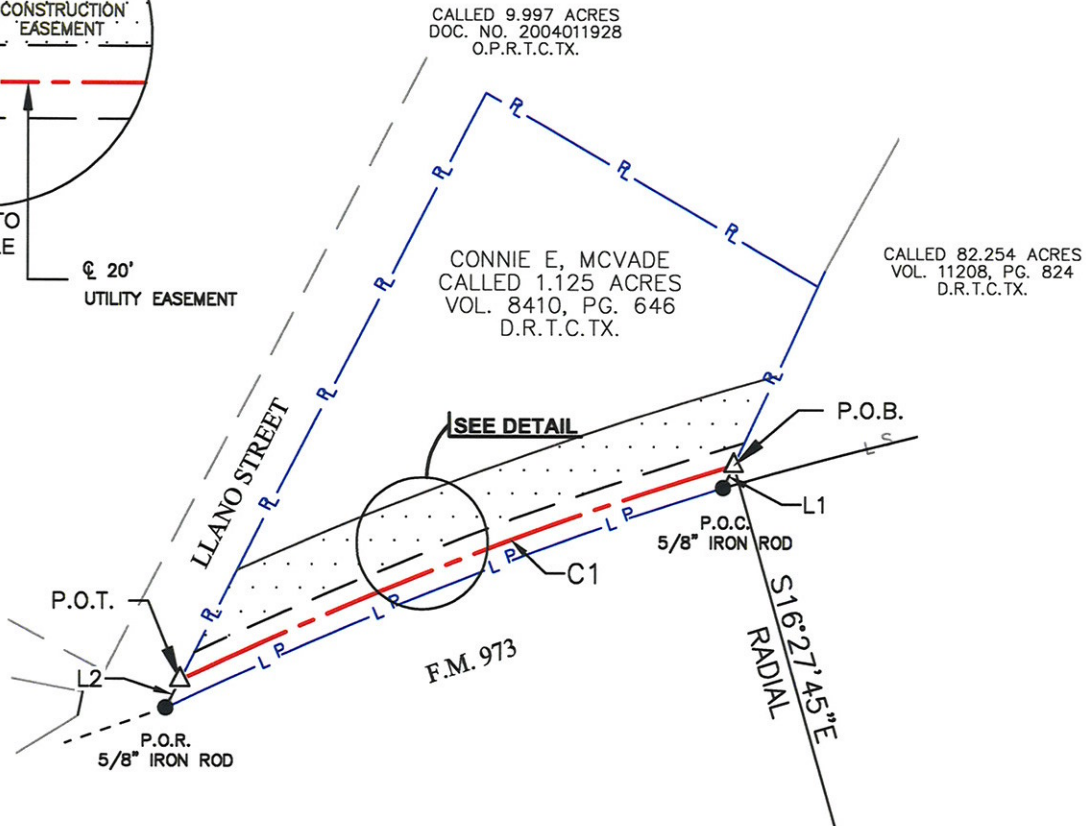 CONSTRUCTION
EASEMENT
TO
LE
℄ 20'
UTILITY EASEMENT
CALLED 9.997 ACRES
DOC. NO. 2004011928
O.P.R.T.C.TX.
CONNIE E, MCVADE
CALLED 1.125 ACRES
VOL. 8410, PG. 646
D.R.T.C.TX.
CALLED 82.254 ACRES
VOL. 11208, PG. 824
D.R.T.C.TX.
LLANO STREET
SEE DETAIL
P.O.B.
L1
P.O.C.
5/8" IRON ROD
C1
S16°27'45"E
RADIAL
F.M. 973
P.O.T.
L2
P.O.R.
5/8" IRON ROD